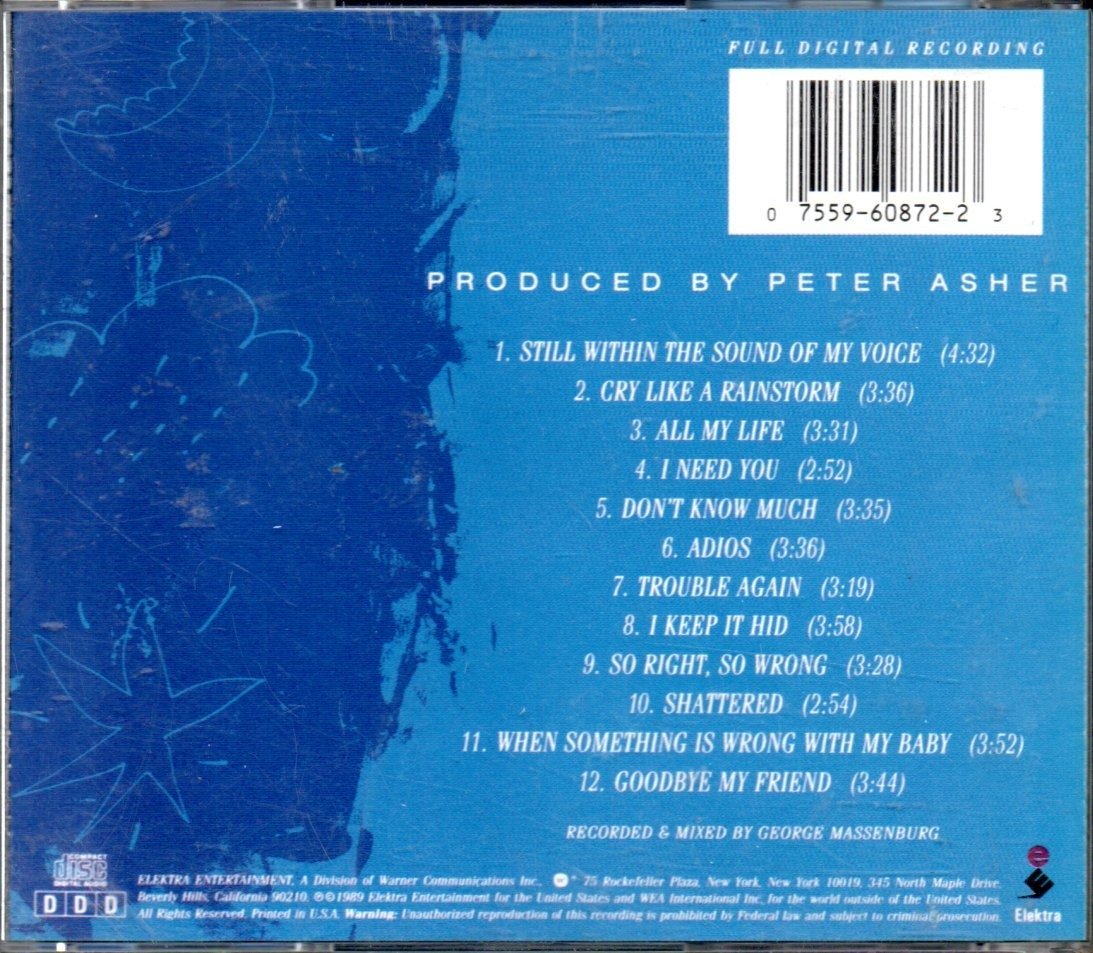 FULL DIGITAL RECORDING
0 7559-60872-2 3
PRODUCED BY PETER ASHER
1. STILL WITHIN THE SOUND OF MY VOICE (4:32)
2. CRY LIKE A RAINSTORM (3:36)
3. ALL MY LIFE (3:31)
4. I NEED YOU (2:52)
5. DON'T KNOW MUCH (3:35)
6. ADIOS (3:36)
7. TROUBLE AGAIN (3:19)
8. I KEEP IT HID (3:58)
9. SO RIGHT, SO WRONG (3:28)
10. SHATTERED (2:54)
11. WHEN SOMETHING IS WRONG WITH MY BABY (3:52)
12. GOODBYE MY FRIEND (3:44)
RECORDED & MIXED BY GEORGE MASSENBURG
COMPACT
disc
DIGITAL AUDIO
DDD
ELEKTRA ENTERTAINMENT, A Division of Warner Communications Inc., 75 Rockefeller Plaza, New York, New York 10019, 345 North Maple Drive,
Beverly Hills, California 90210. ℗©1989 Elektra Entertainment for the United States and WEA International Inc. for the world outside of the United States.
All Rights Reserved. Printed in U.S.A. Warning: Unauthorized reproduction of this recording is prohibited by Federal law and subject to criminal prosecution.
e
Elektra